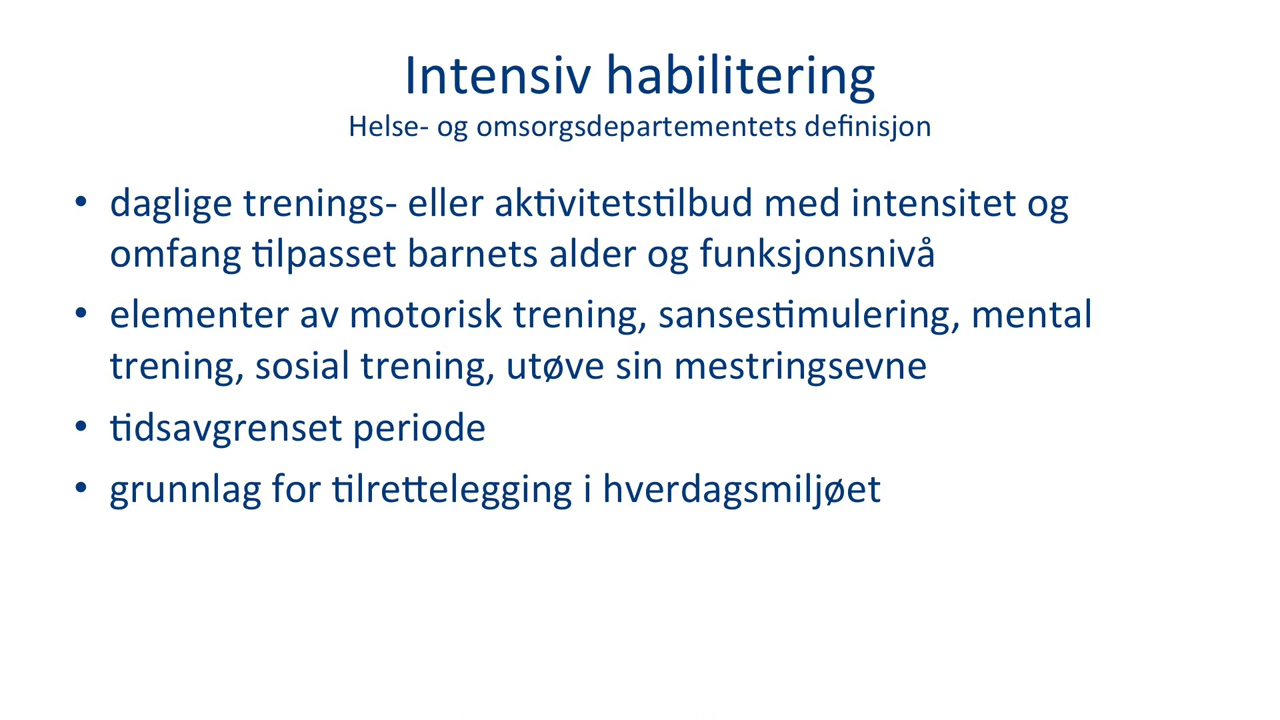 Intensiv habilitering
Helse- og omsorgsdepartementets definisjon
• daglige trenings- eller aktivitetstilbud med intensitet og
omfang tilpasset barnets alder og funksjonsnivå
• elementer av motorisk trening, sansestimulering, mental
trening, sosial trening, utøve sin mestringsevne
• tidsavgrenset periode
• grunnlag for tilrettelegging i hverdagsmiljøet